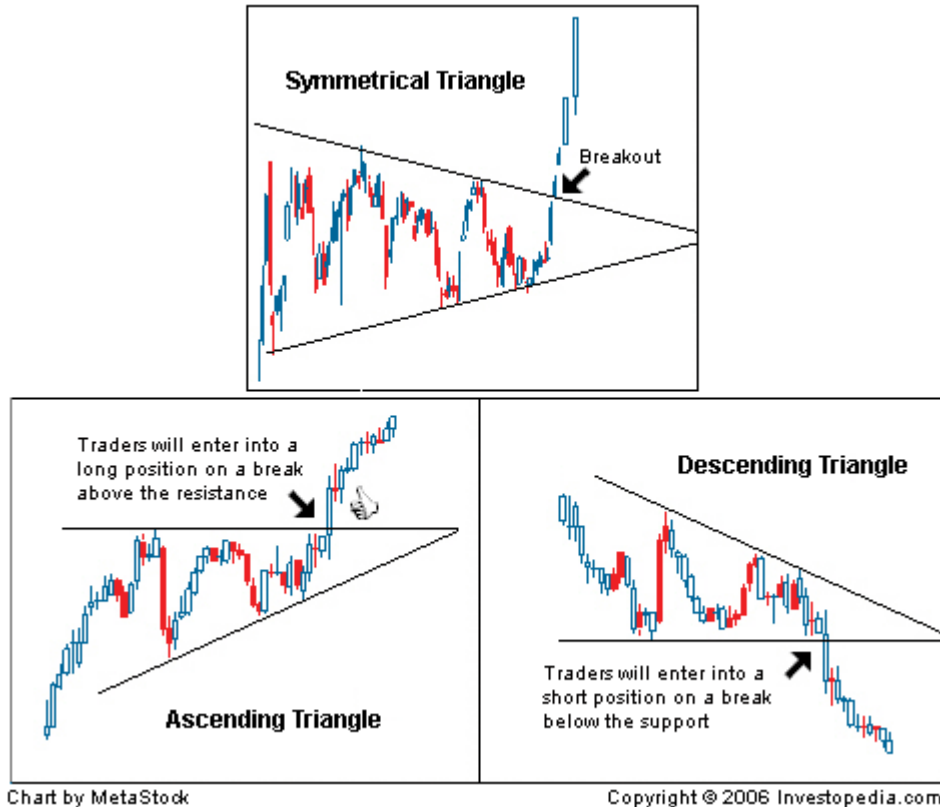 Symmetrical Triangle
Breakout
Traders will enter into a
long position on a break
above the resistance
Ascending Triangle
Descending Triangle
Traders will enter into a
short position on a break
below the support
Chart by MetaStock
Copyright © 2006 Investopedia.com